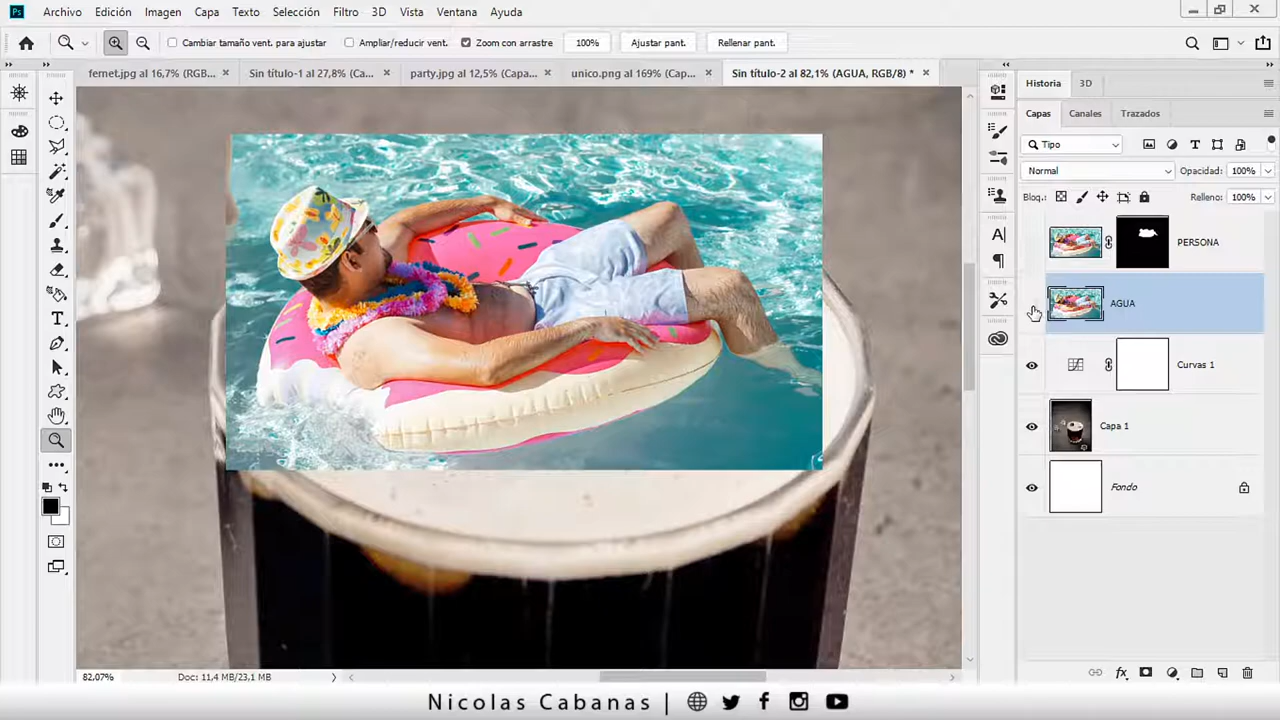 Ps Archivo Edición Imagen Capa Texto Selección Filtro 3D Vista Ventana Ayuda
Cambiar tamaño vent. para ajustar Ampliar/reducir vent. Zoom con arrastre 100% Ajustar pant. Rellenar pant.
fernet.jpg al 16,7% (RGB... × Sin título-1 al 27,8% (Ca... × party.jpg al 12,5% (Capa... × unico.png al 169% (Cap... × Sin título-2 al 82,1% (AGUA, RGB/8) * ×
Historia 3D
Capas Canales Trazados
Tipo
Normal Opacidad: 100%
Bloq.: Relleno: 100%
PERSONA
AGUA
Curvas 1
Capa 1
Fondo
82,07% Doc: 11,4 MB/23,1 MB
Nicolas Cabanas |